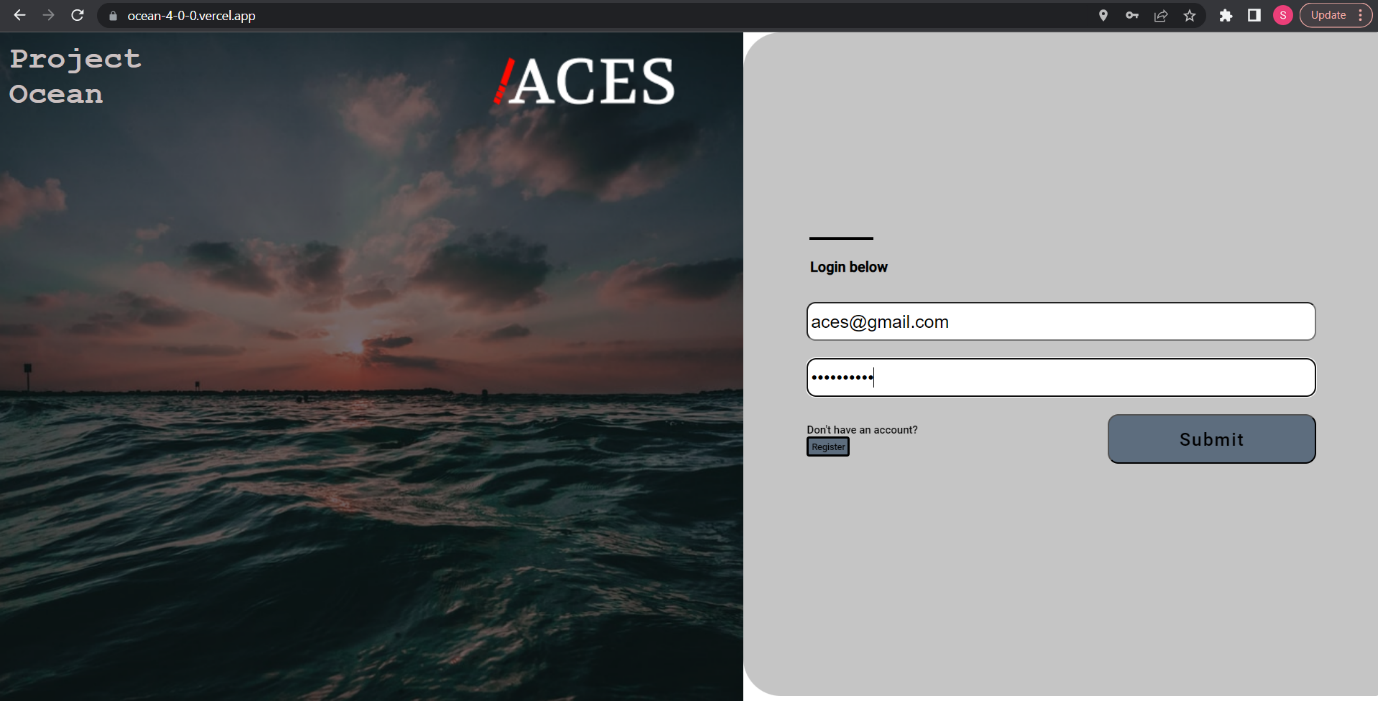 ocean-4-0-0.vercel.app
S
Update
Project
Ocean
ACES
Login below
aces@gmail.com
••••••••••
Don't have an account?
Register
Submit